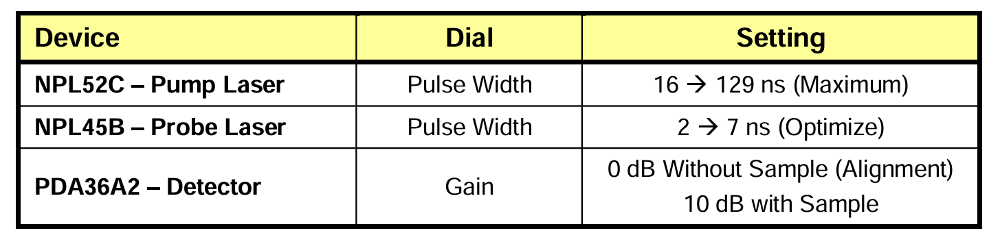 Device Dial Setting
NPL52C – Pump Laser Pulse Width 16 → 129 ns (Maximum)
NPL45B – Probe Laser Pulse Width 2 → 7 ns (Optimize)
PDA36A2 – Detector Gain 0 dB Without Sample (Alignment)
10 dB with Sample